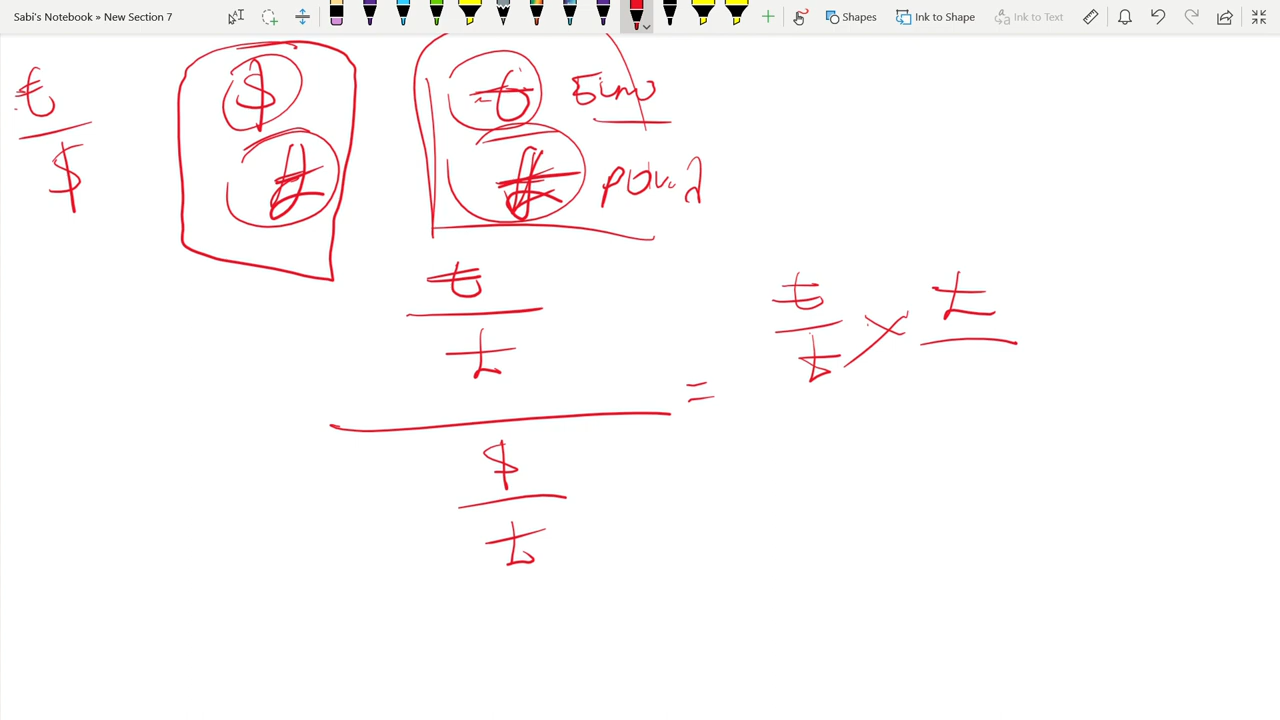 Sabi's Notebook » New Section 7
Shapes
Ink to Shape
Ink to Text
€
$
$
£
€ Euro
£ pound
€
£
=
$
£
€
£
×
£